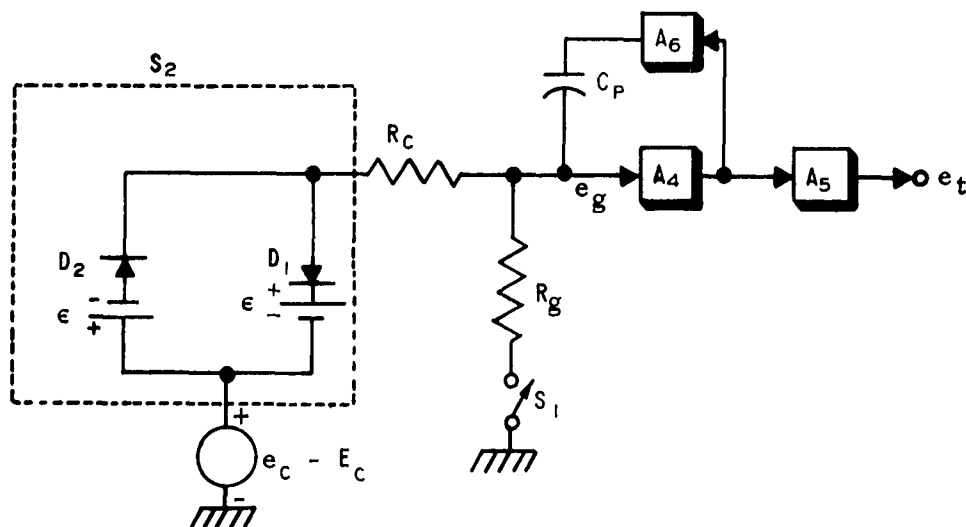 S2
A6
CP
RC
eg
A4
A5
et
D2
D1
- +
ϵ
+ -
ϵ
Rg
S1
+
ec - Ec
-